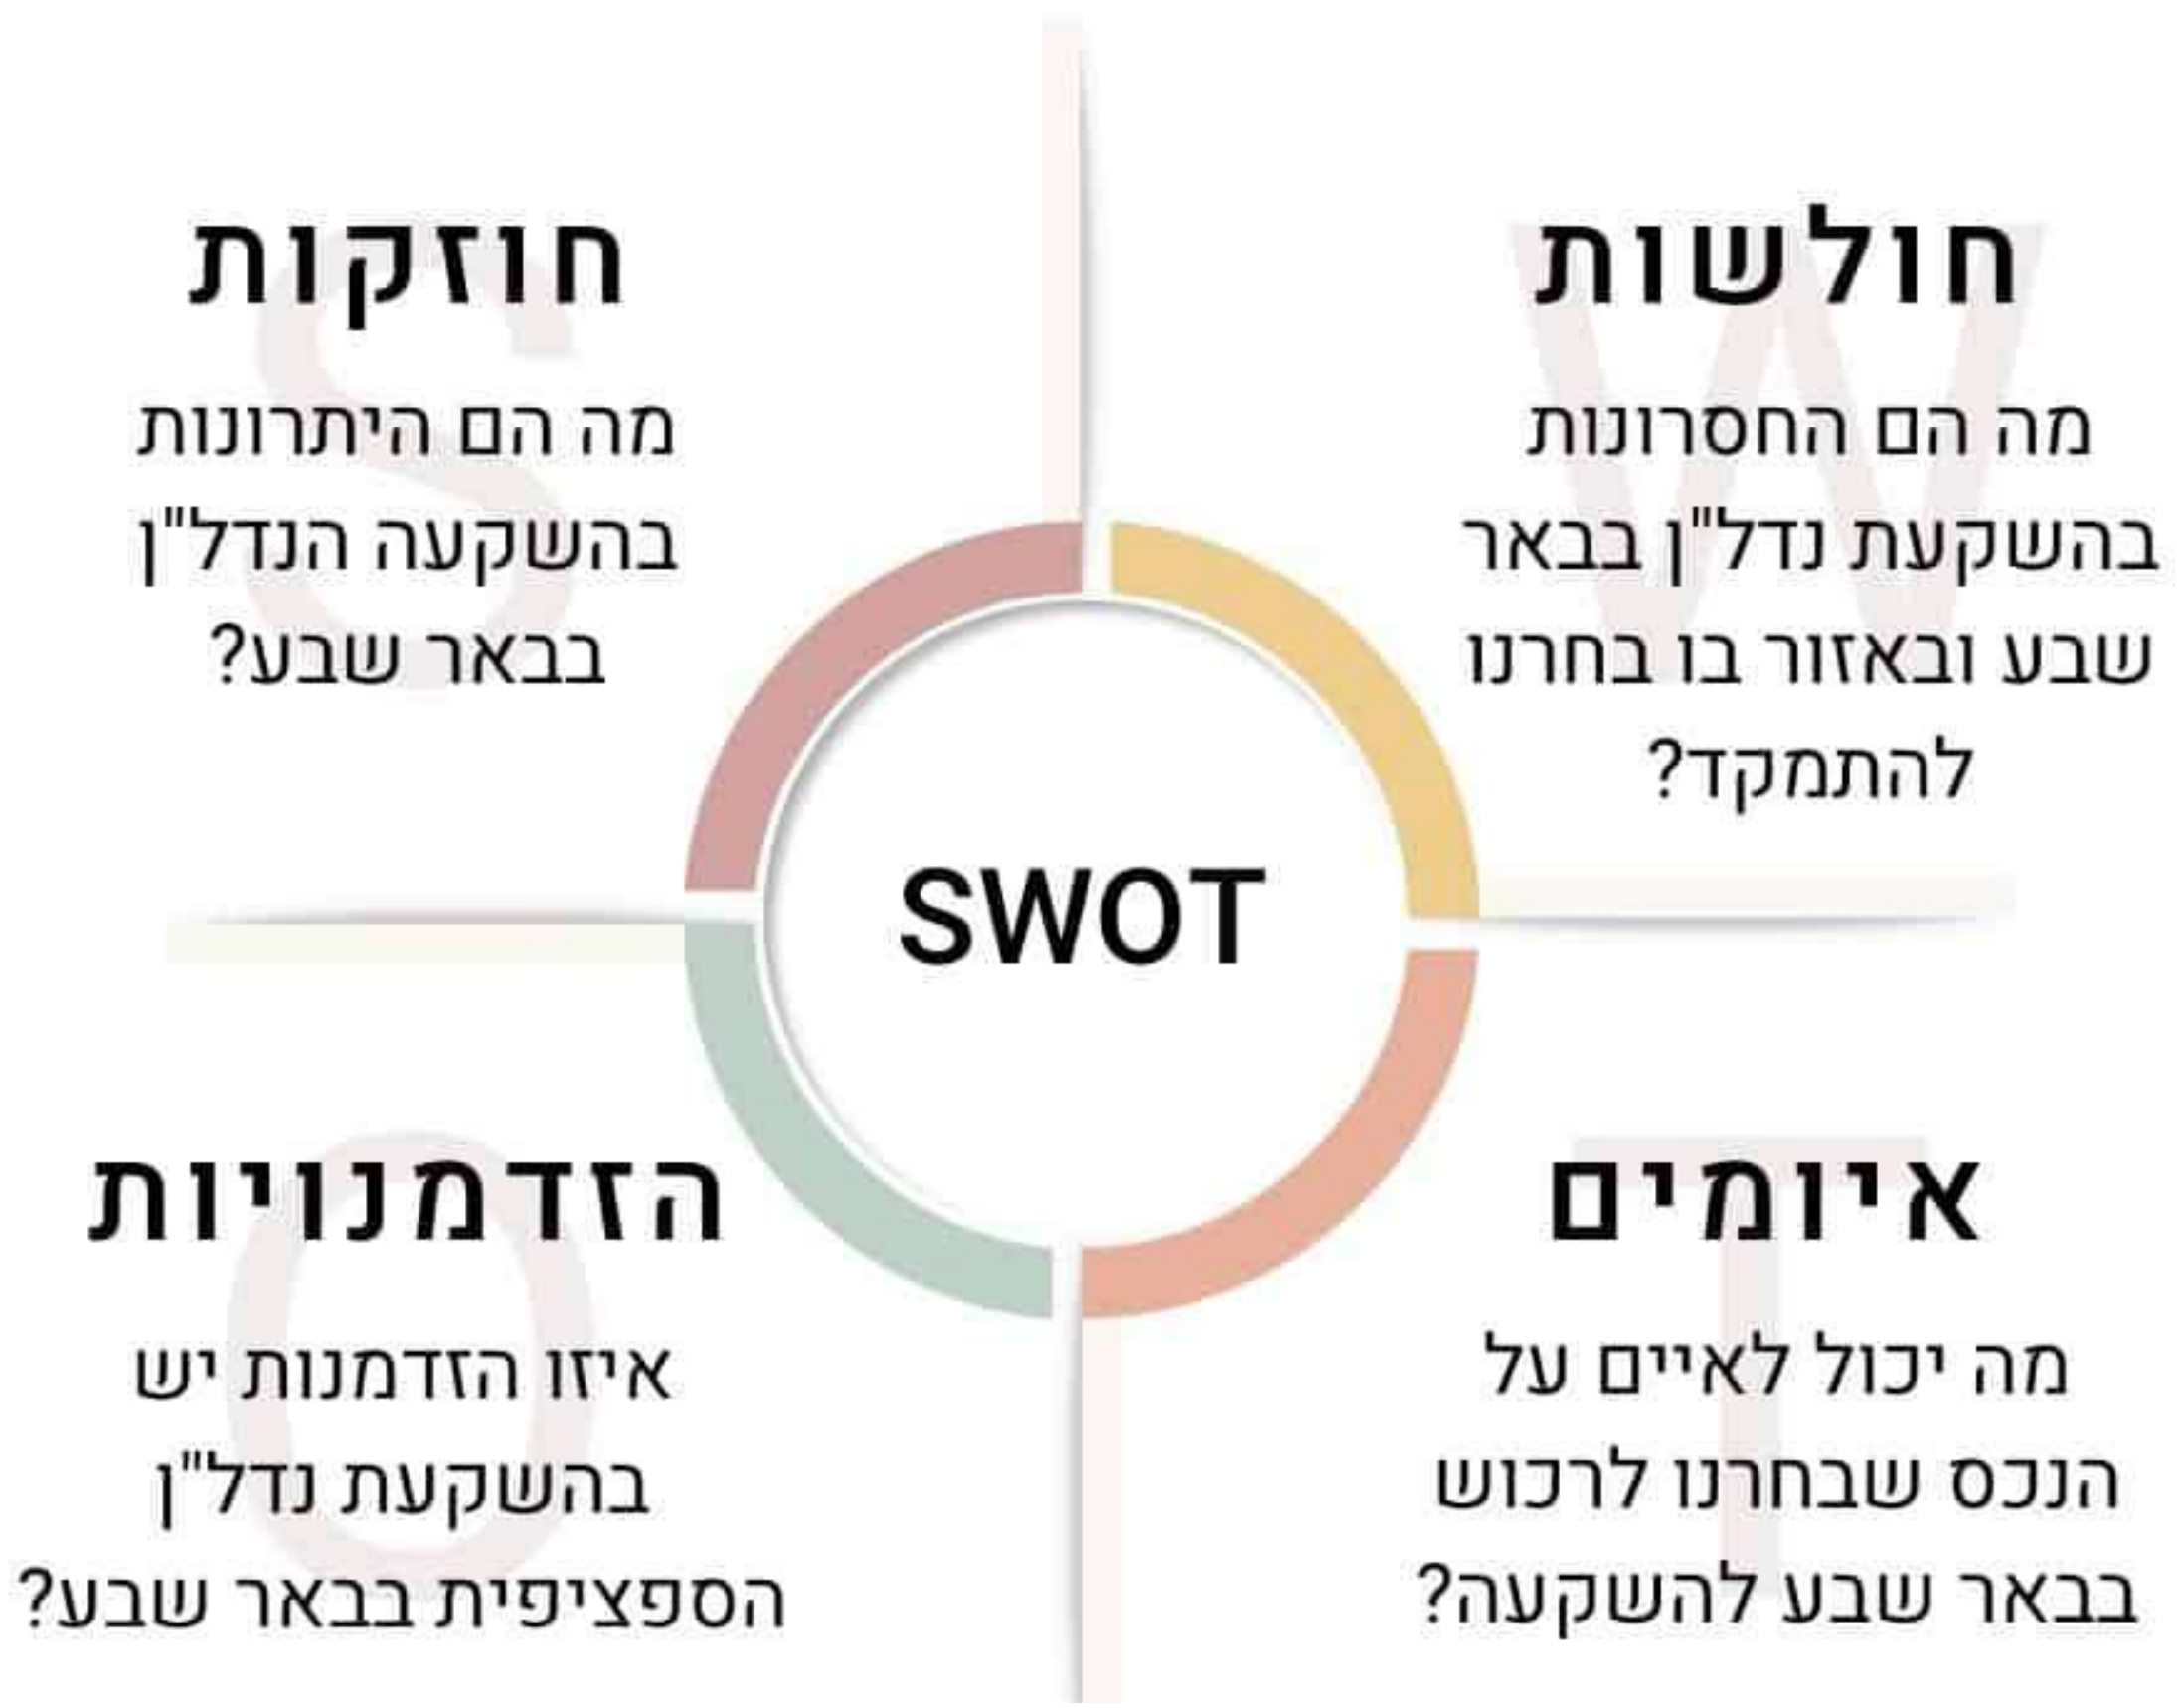 חוזקות
מה הם היתרונות
בהשקעה הנדל"ן
בבאר שבע?
חולשות
מה הם החסרונות
בהשקעת נדל"ן בבאר
שבע ובאזור בו בחרנו
להתמקד?
SWOT
הזדמנויות
איזו הזדמנות יש
בהשקעת נדל"ן
הספציפית בבאר שבע?
איומים
מה יכול לאיים על
הנכס שבחרנו לרכוש
בבאר שבע להשקעה?
S
W
O
T